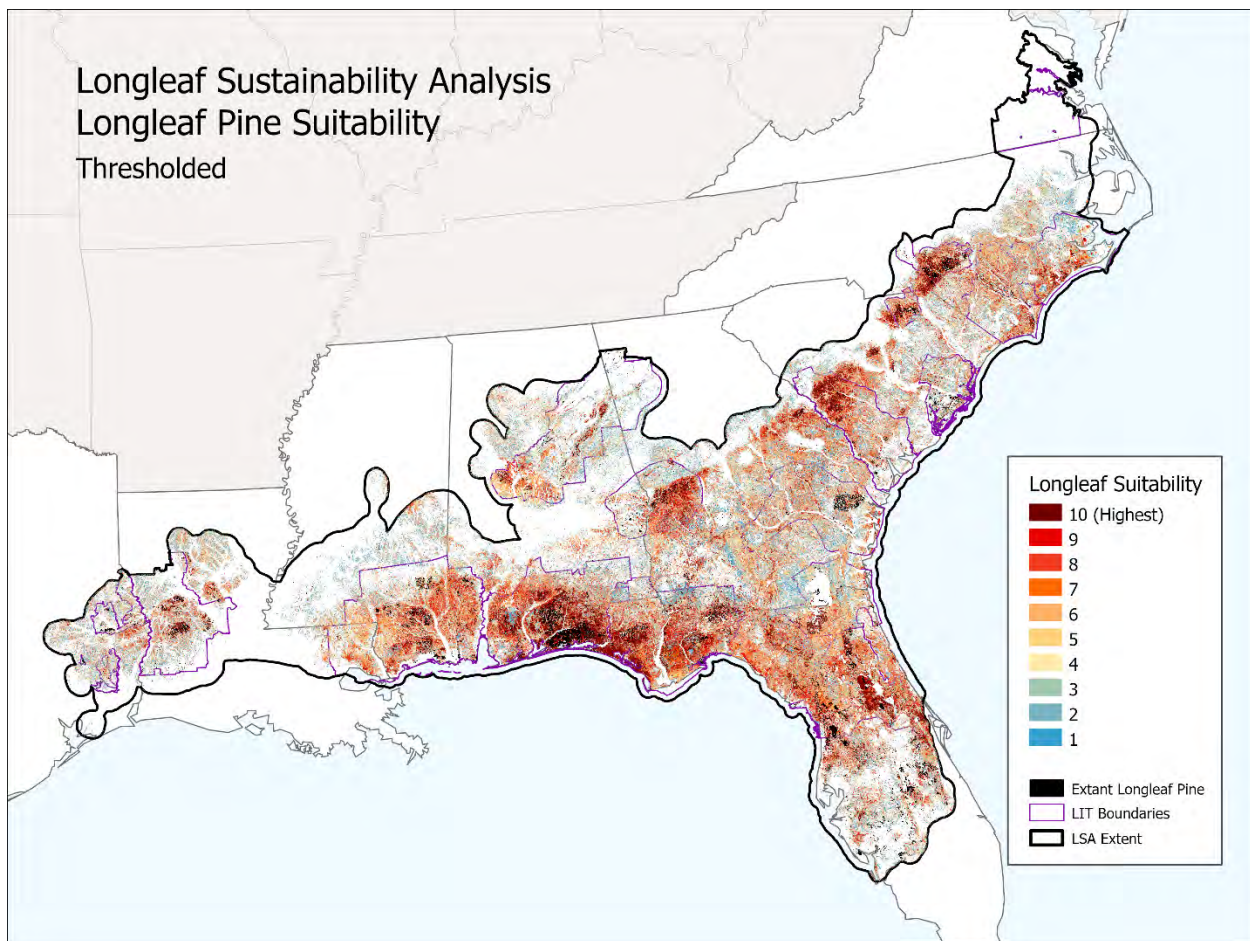 Longleaf Sustainability Analysis
Longleaf Pine Suitability
Thresholded
Longleaf Suitability
10 (Highest)
9
8
7
6
5
4
3
2
1
Extant Longleaf Pine
LIT Boundaries
LSA Extent